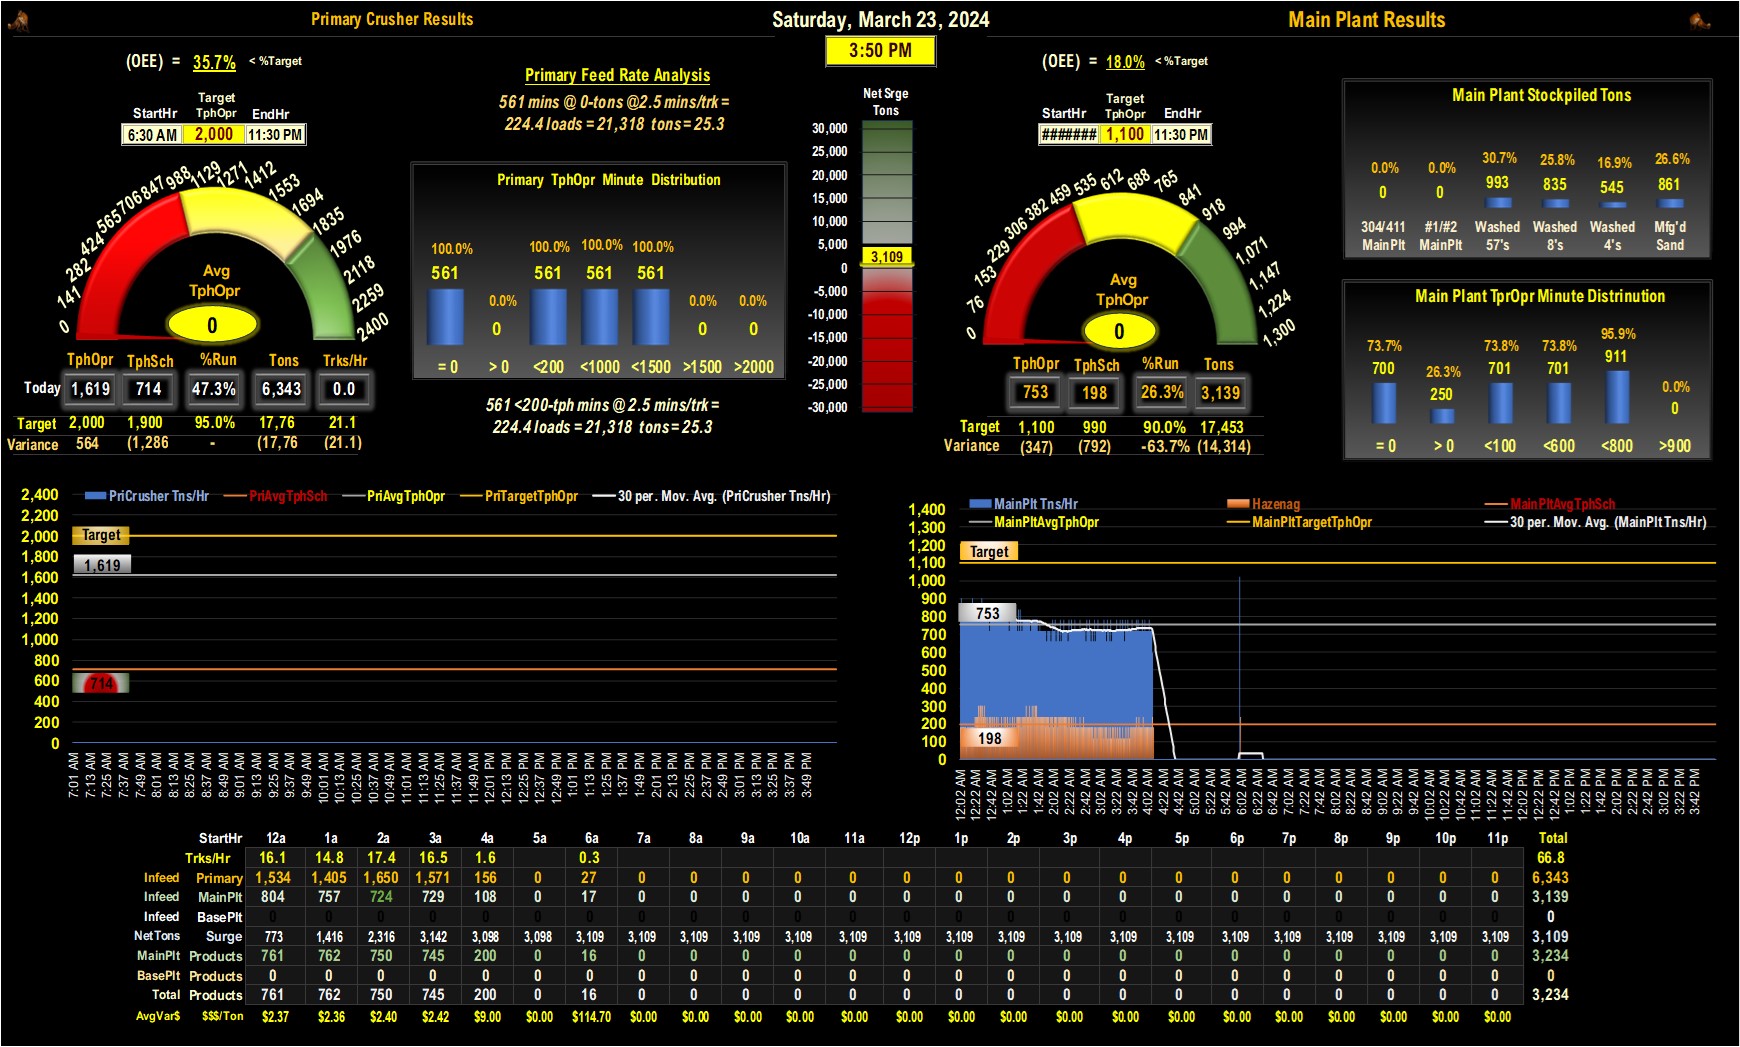 Primary Crusher Results
Saturday, March 23, 2024
Main Plant Results
3:50 PM
(OEE) = 35.7% < %Target
StartHr Target TphOpr EndHr
6:30 AM 2,000 11:30 PM
0 141 282 424 565 706 847 988 1129 1271 1412 1553 1694 1835 1976 2118 2259 2400
Avg
TphOpr
0
TphOpr TphSch %Run Tons Trks/Hr
Today 1,619 714 47.3% 6,343 0.0
Target 2,000 1,900 95.0% 17,76 21.1
Variance 564 (1,286 - (17,76 (21.1)
Primary Feed Rate Analysis
561 mins @ 0-tons @2.5 mins/trk =
224.4 loads = 21,318 tons = 25.3
Primary TphOpr Minute Distribution
100.0% 0.0% 100.0% 100.0% 100.0% 0.0% 0.0%
561 0 561 561 561 0 0
= 0 > 0 <200 <1000 <1500 >1500 >2000
561 <200-tph mins @ 2.5 mins/trk =
224.4 loads = 21,318 tons = 25.3
Net Srge
Tons
30,000
25,000
20,000
15,000
10,000
5,000
3,109
0
-5,000
-10,000
-15,000
-20,000
-25,000
-30,000
(OEE) = 18.0% < %Target
StartHr Target TphOpr EndHr
####### 1,100 11:30 PM
0 76 153 229 306 382 459 535 612 688 765 841 918 994 1,071 1,147 1,224 1,300
Avg
TphOpr
0
TphOpr TphSch %Run Tons
753 198 26.3% 3,139
Target 1,100 990 90.0% 17,453
Variance (347) (792) -63.7% (14,314)
Main Plant Stockpiled Tons
0.0% 0.0% 30.7% 25.8% 16.9% 26.6%
0 0 993 835 545 861
304/411 #1/#2 Washed Washed Washed Mfg'd
MainPlt MainPlt 57's 8's 4's Sand
Main Plant TprOpr Minute Distrinution
73.7% 26.3% 73.8% 73.8% 95.9% 0.0%
700 250 701 701 911 0
= 0 > 0 <100 <600 <800 >900
PriCrusher Tns/Hr PriAvgTphSch PriAvgTphOpr PriTargetTphOpr 30 per. Mov. Avg. (PriCrusher Tns/Hr)
2,400
2,200
2,000
1,800
1,600
1,400
1,200
1,000
800
600
400
200
0
Target
1,619
714
7:01 AM 7:13 AM 7:25 AM 7:37 AM 7:49 AM 8:01 AM 8:13 AM 8:25 AM 8:37 AM 8:49 AM 9:01 AM 9:13 AM 9:25 AM 9:37 AM 9:49 AM 10:01 AM 10:13 AM 10:25 AM 10:37 AM 10:49 AM 11:01 AM 11:13 AM 11:25 AM 11:37 AM 11:49 AM 12:01 PM 12:13 PM 12:25 PM 12:37 PM 12:49 PM 1:01 PM 1:13 PM 1:25 PM 1:37 PM 1:49 PM 2:01 PM 2:13 PM 2:25 PM 2:37 PM 2:49 PM 3:01 PM 3:13 PM 3:25 PM 3:37 PM 3:49 PM
MainPlt Tns/Hr Hazenag MainPltAvgTphSch
MainPltAvgTphOpr MainPltTargetTphOpr 30 per. Mov. Avg. (MainPlt Tns/Hr)
1,400
1,300
1,200
1,100
1,000
900
800
700
600
500
400
300
200
100
0
Target
753
198
12:02 AM 12:22 AM 12:42 AM 1:02 AM 1:22 AM 1:42 AM 2:02 AM 2:22 AM 2:42 AM 3:02 AM 3:22 AM 3:42 AM 4:02 AM 4:22 AM 4:42 AM 5:02 AM 5:22 AM 5:42 AM 6:02 AM 6:22 AM 6:42 AM 7:02 AM 7:22 AM 7:42 AM 8:02 AM 8:22 AM 8:42 AM 9:02 AM 9:22 AM 9:42 AM 10:02 AM 10:22 AM 10:42 AM 11:02 AM 11:22 AM 11:42 AM 12:02 PM 12:22 PM 12:42 PM 1:02 PM 1:22 PM 1:42 PM 2:02 PM 2:22 PM 2:42 PM 3:02 PM 3:22 PM 3:42 PM
StartHr 12a 1a 2a 3a 4a 5a 6a 7a 8a 9a 10a 11a 12p 1p 2p 3p 4p 5p 6p 7p 8p 9p 10p 11p Total
Trks/Hr 16.1 14.8 17.4 16.5 1.6 0.3 66.8
Infeed Primary 1,534 1,405 1,650 1,571 156 0 27 0 0 0 0 0 0 0 0 0 0 0 0 0 0 0 0 0 6,343
Infeed MainPlt 804 757 724 729 108 0 17 0 0 0 0 0 0 0 0 0 0 0 0 0 0 0 0 0 3,139
Infeed BasePlt 0 0 0 0 0 0 0 0 0 0 0 0 0 0 0 0 0 0 0 0 0 0 0 0 0
NetTons Surge 773 1,416 2,316 3,142 3,098 3,098 3,109 3,109 3,109 3,109 3,109 3,109 3,109 3,109 3,109 3,109 3,109 3,109 3,109 3,109 3,109 3,109 3,109 3,109 3,109
MainPlt Products 761 762 750 745 200 0 16 0 0 0 0 0 0 0 0 0 0 0 0 0 0 0 0 0 3,234
BasePlt Products 0 0 0 0 0 0 0 0 0 0 0 0 0 0 0 0 0 0 0 0 0 0 0 0 0
Total Products 761 762 750 745 200 0 16 0 0 0 0 0 0 0 0 0 0 0 0 0 0 0 0 0 3,234
AvgVar$ $$$/Ton $2.37 $2.36 $2.40 $2.42 $9.00 $0.00 $114.70 $0.00 $0.00 $0.00 $0.00 $0.00 $0.00 $0.00 $0.00 $0.00 $0.00 $0.00 $0.00 $0.00 $0.00 $0.00 $0.00 $0.00